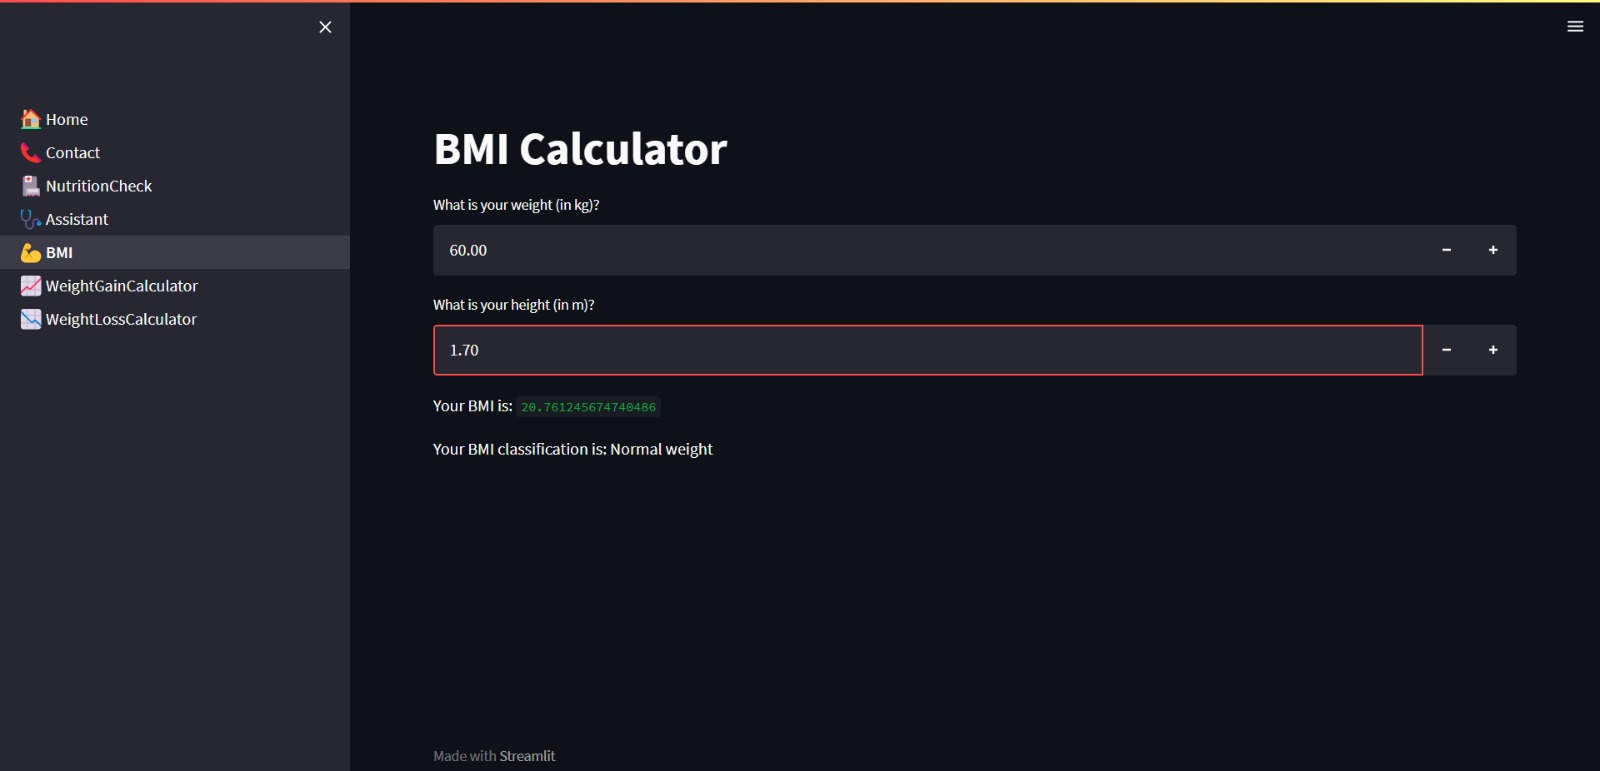 Home
Contact
NutritionCheck
Assistant
BMI
WeightGainCalculator
WeightLossCalculator
BMI Calculator
What is your weight (in kg)?
60.00
What is your height (in m)?
1.70
Your BMI is: 20.761245674740486
Your BMI classification is: Normal weight
Made with Streamlit